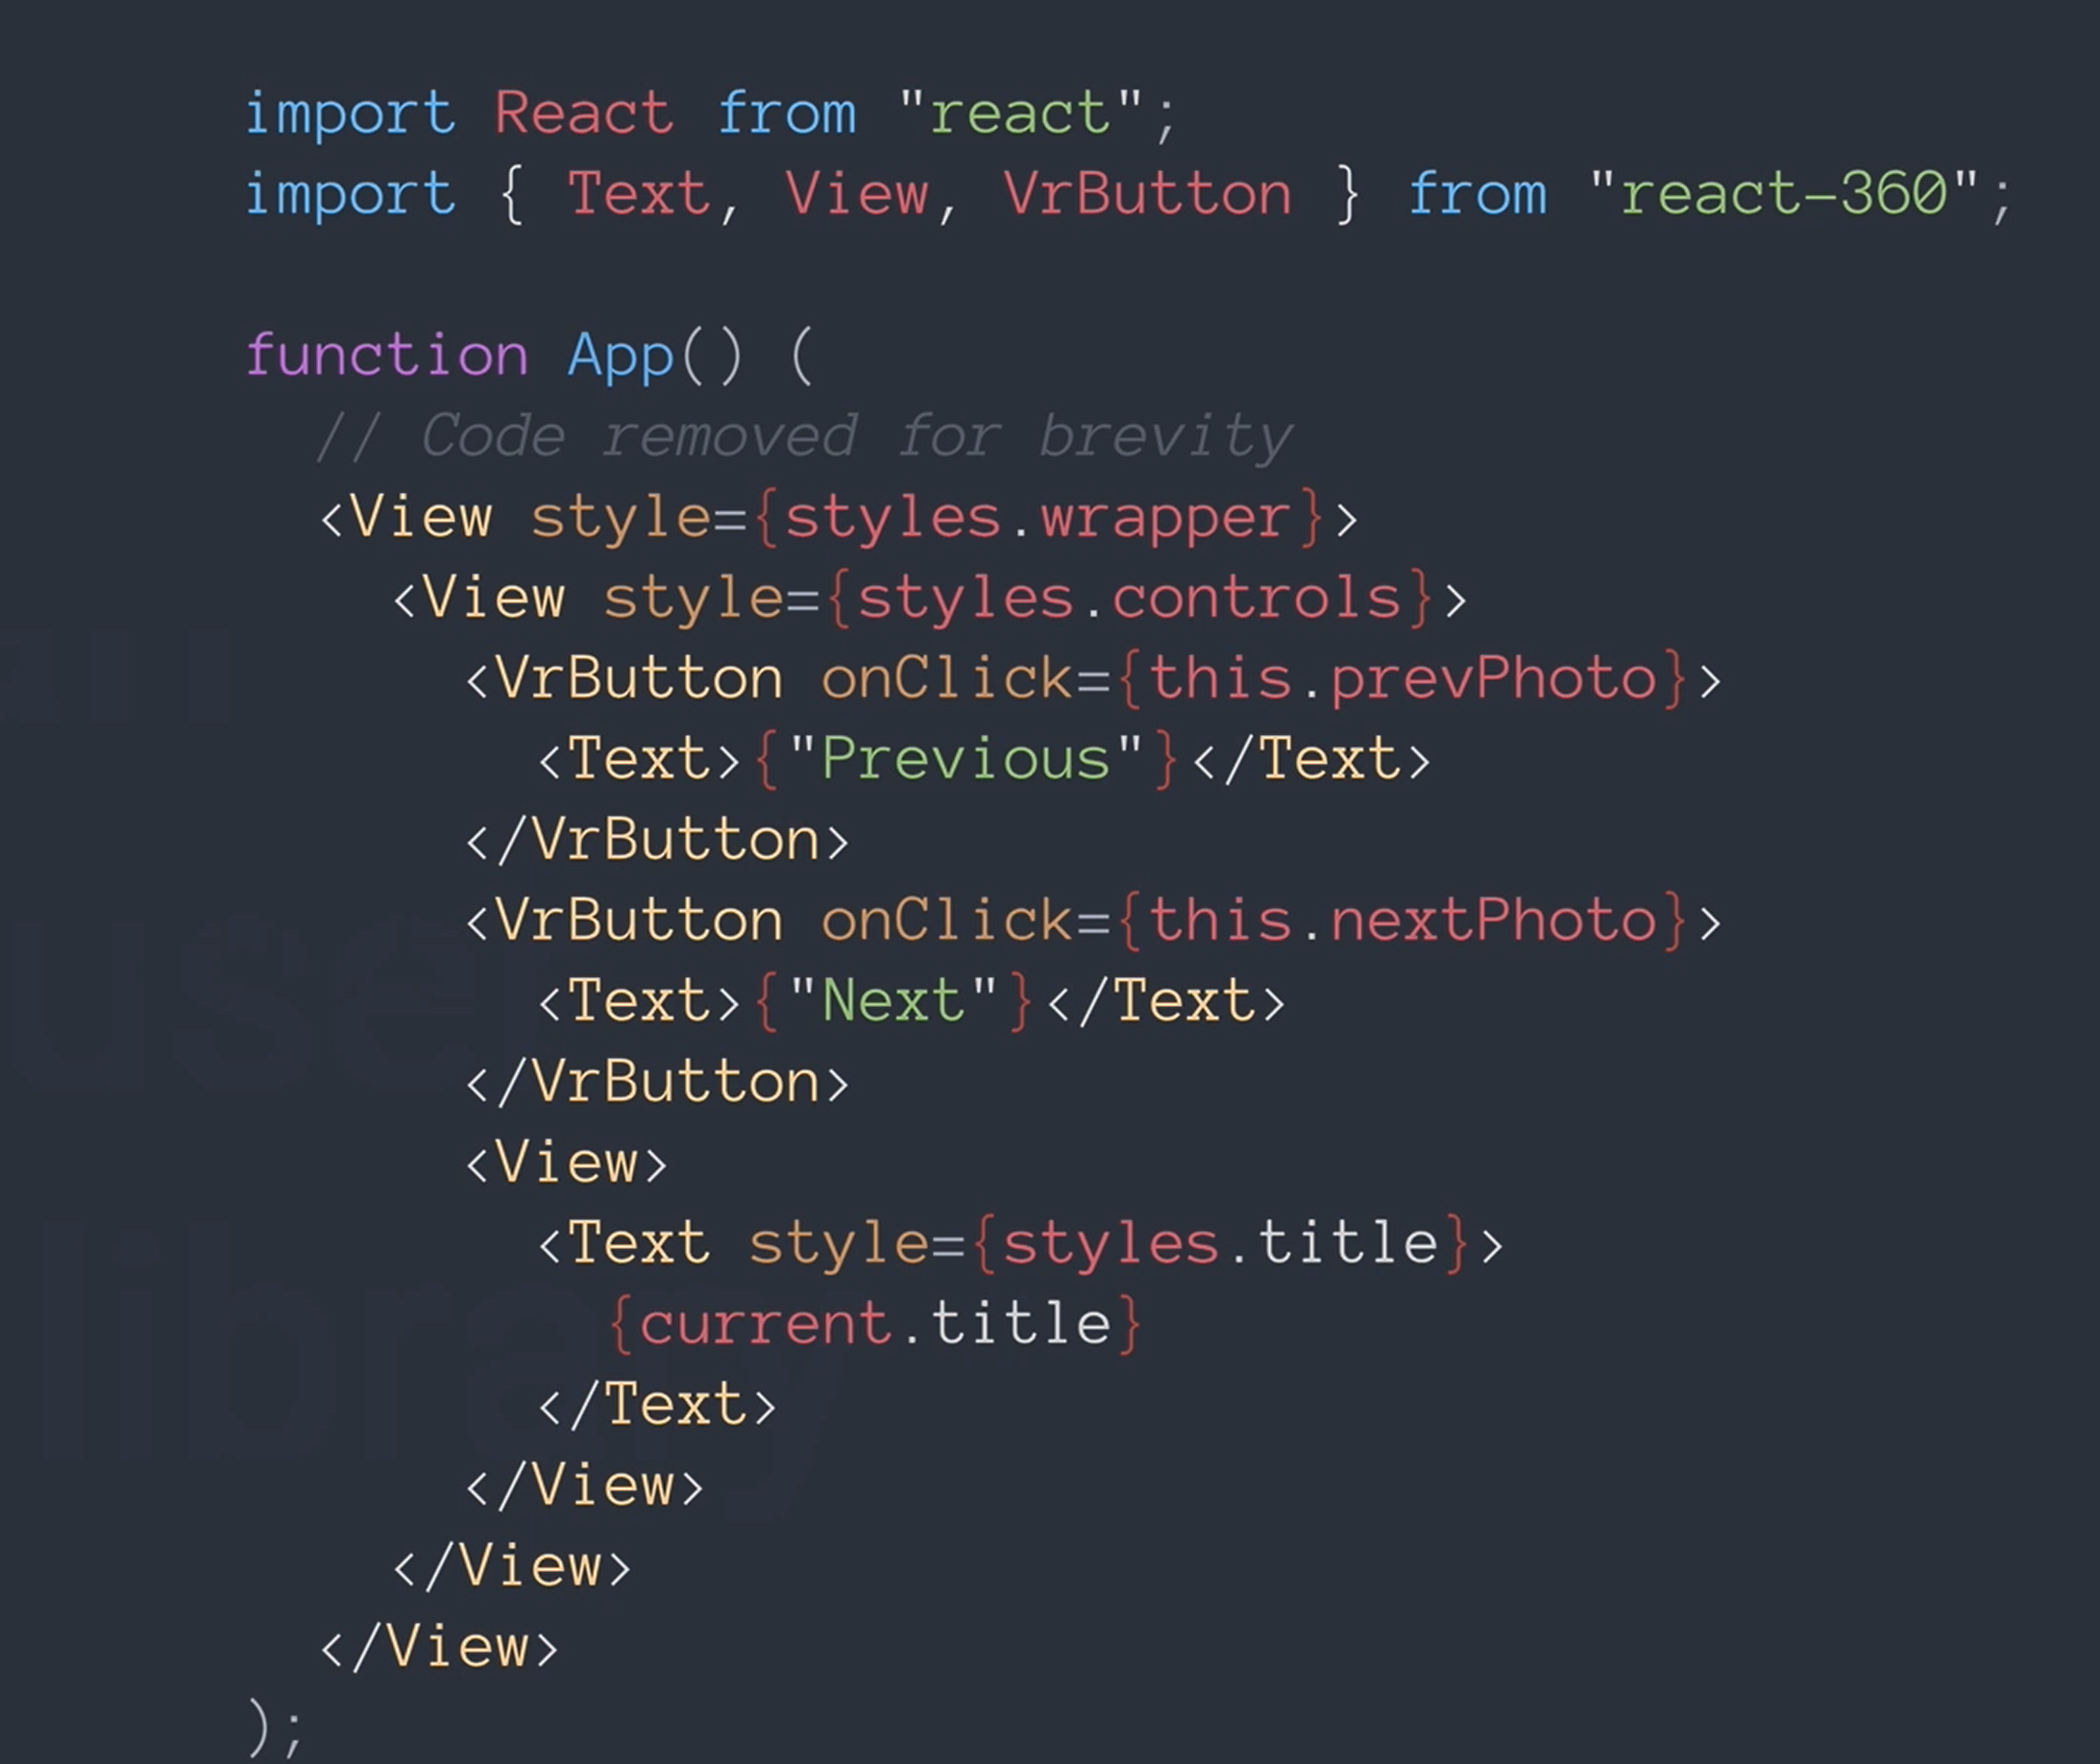 import React from "react";
import { Text, View, VrButton } from "react-360";

function App() (
  // Code removed for brevity
  <View style={styles.wrapper}>
    <View style={styles.controls}>
      <VrButton onClick={this.prevPhoto}>
        <Text>{"Previous"}</Text>
      </VrButton>
      <VrButton onClick={this.nextPhoto}>
        <Text>{"Next"}</Text>
      </VrButton>
      <View>
        <Text style={styles.title}>
          {current.title}
        </Text>
      </View>
    </View>
  </View>
);
use
library